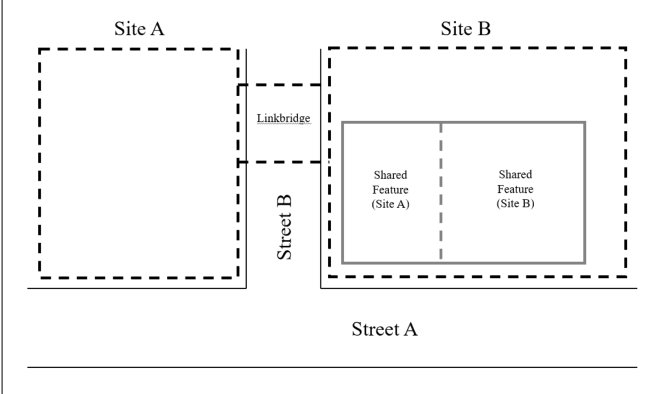 Site A
Site B
Linkbridge
Shared
Feature
(Site A)
Shared
Feature
(Site B)
Street B
Street A